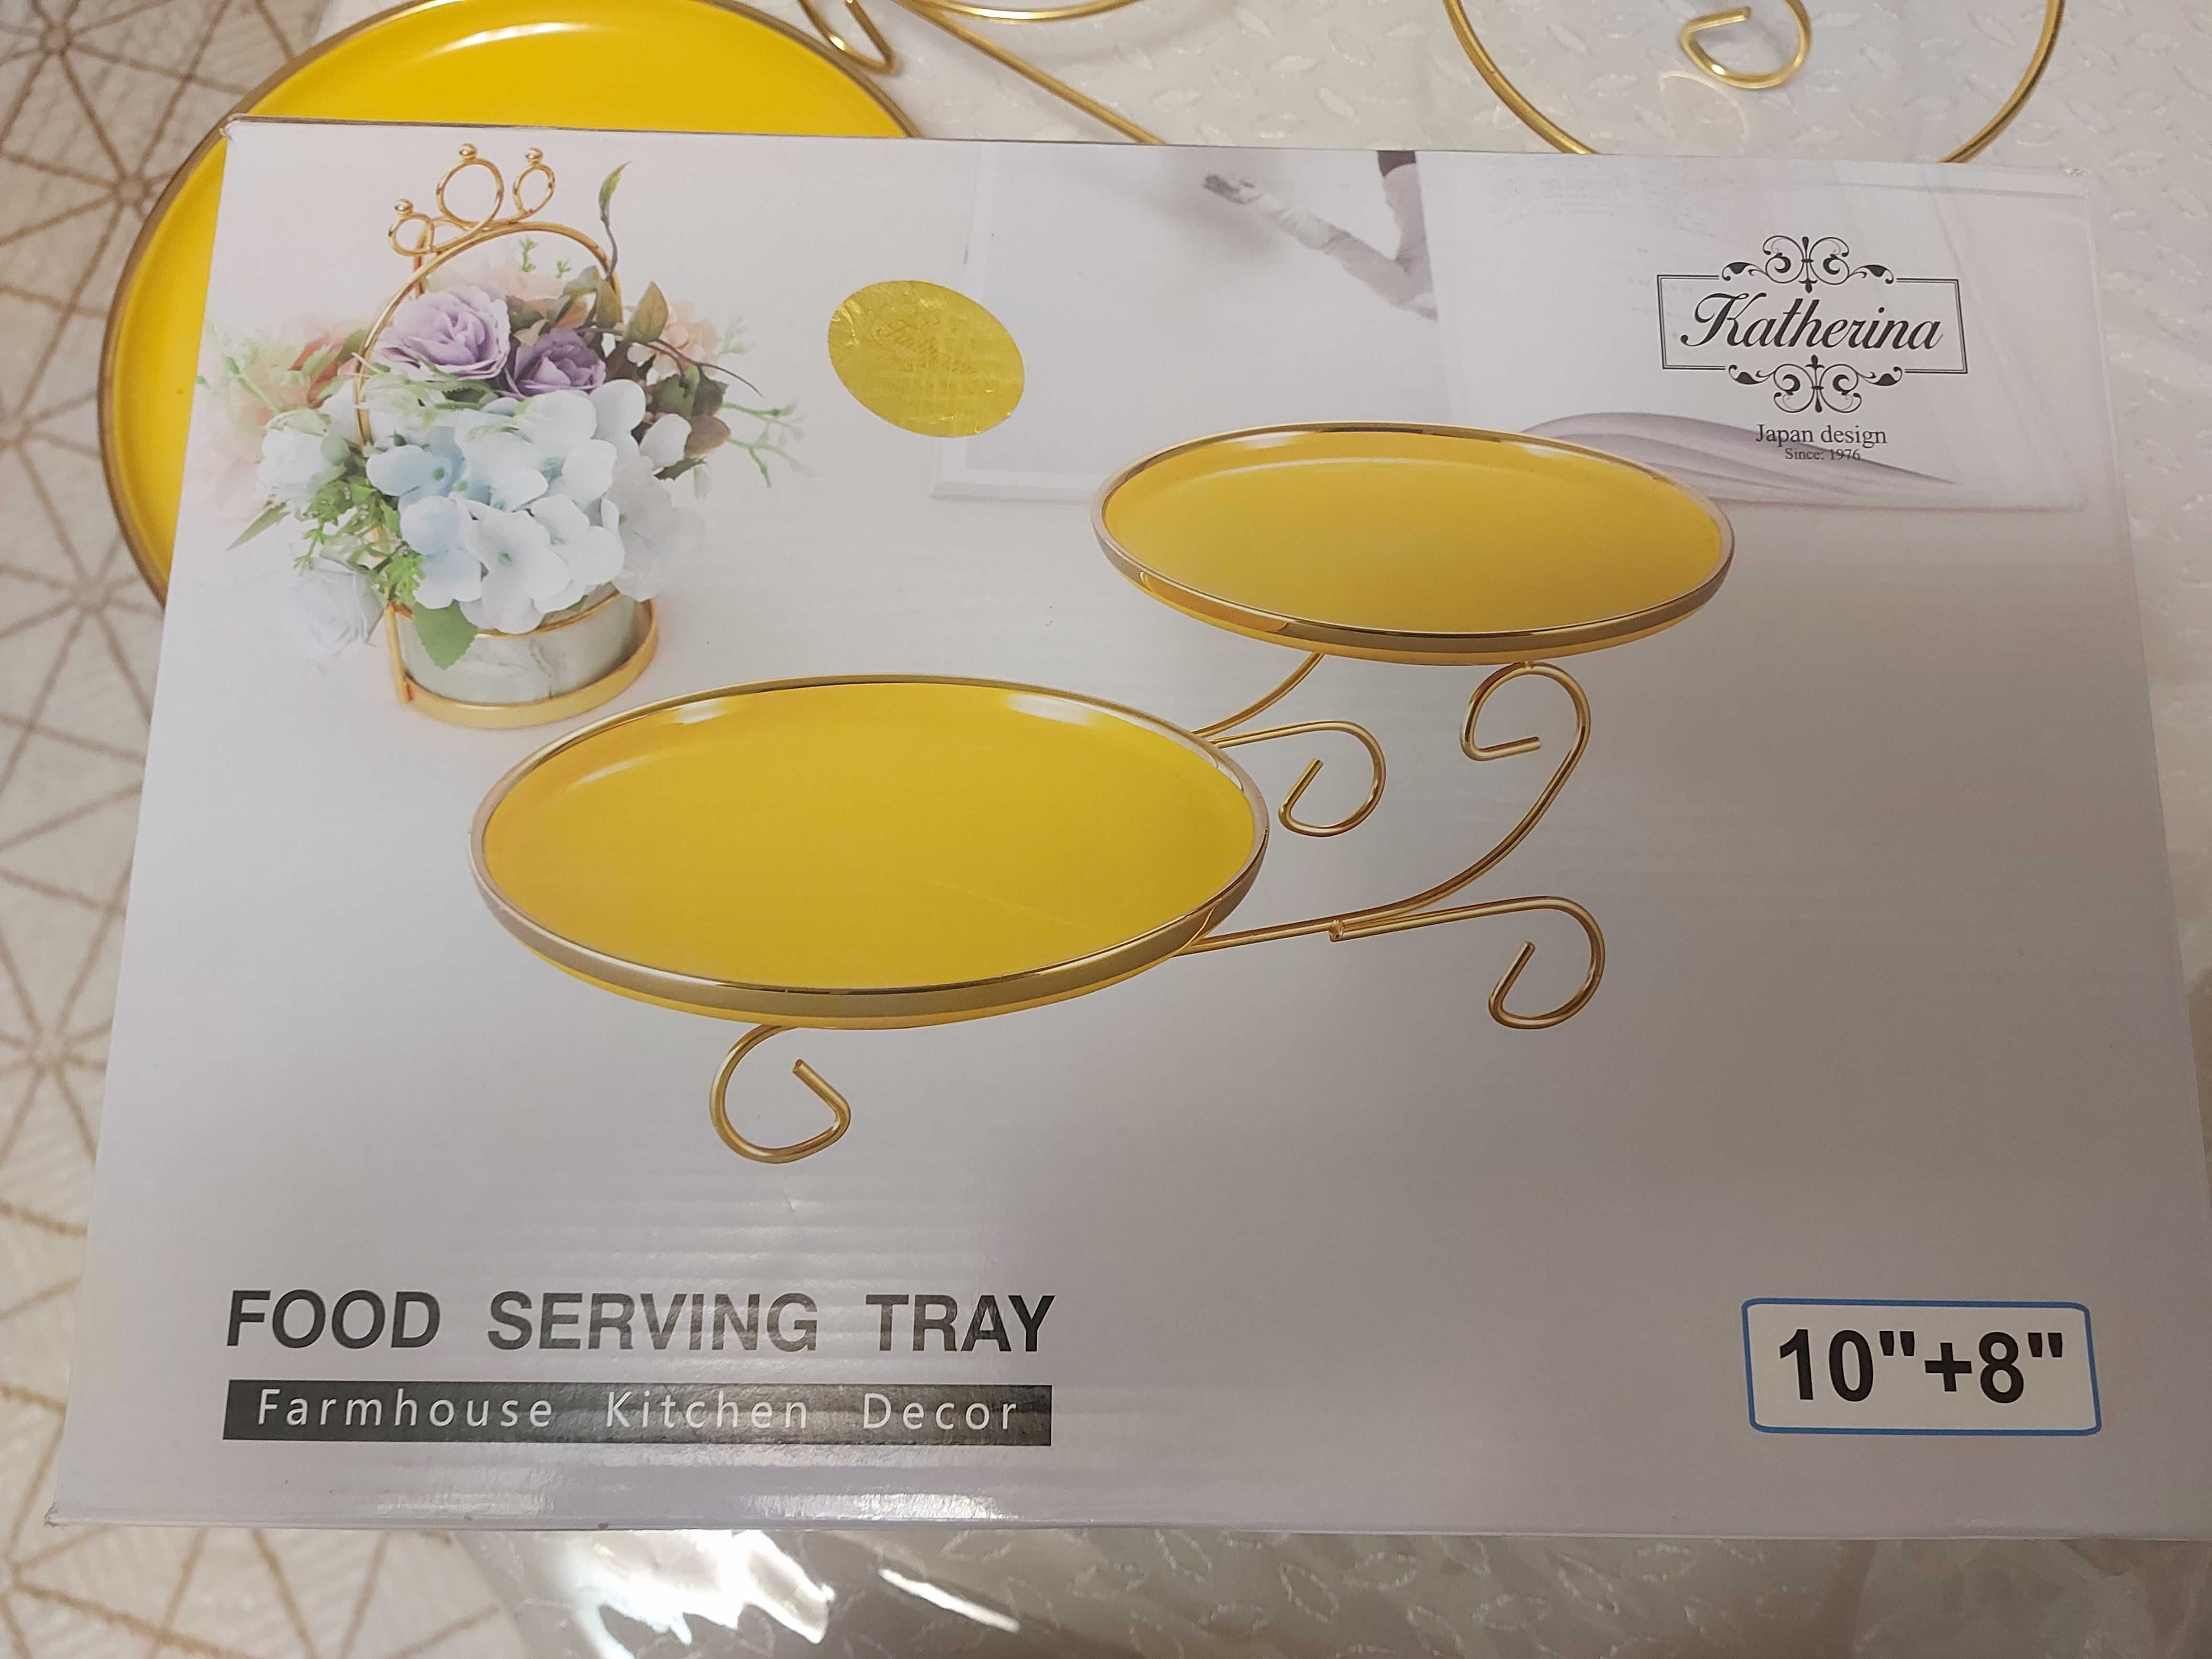 Katherina
Japan design
Since: 1976
FOOD SERVING TRAY
Farmhouse Kitchen Decor
10"+8"